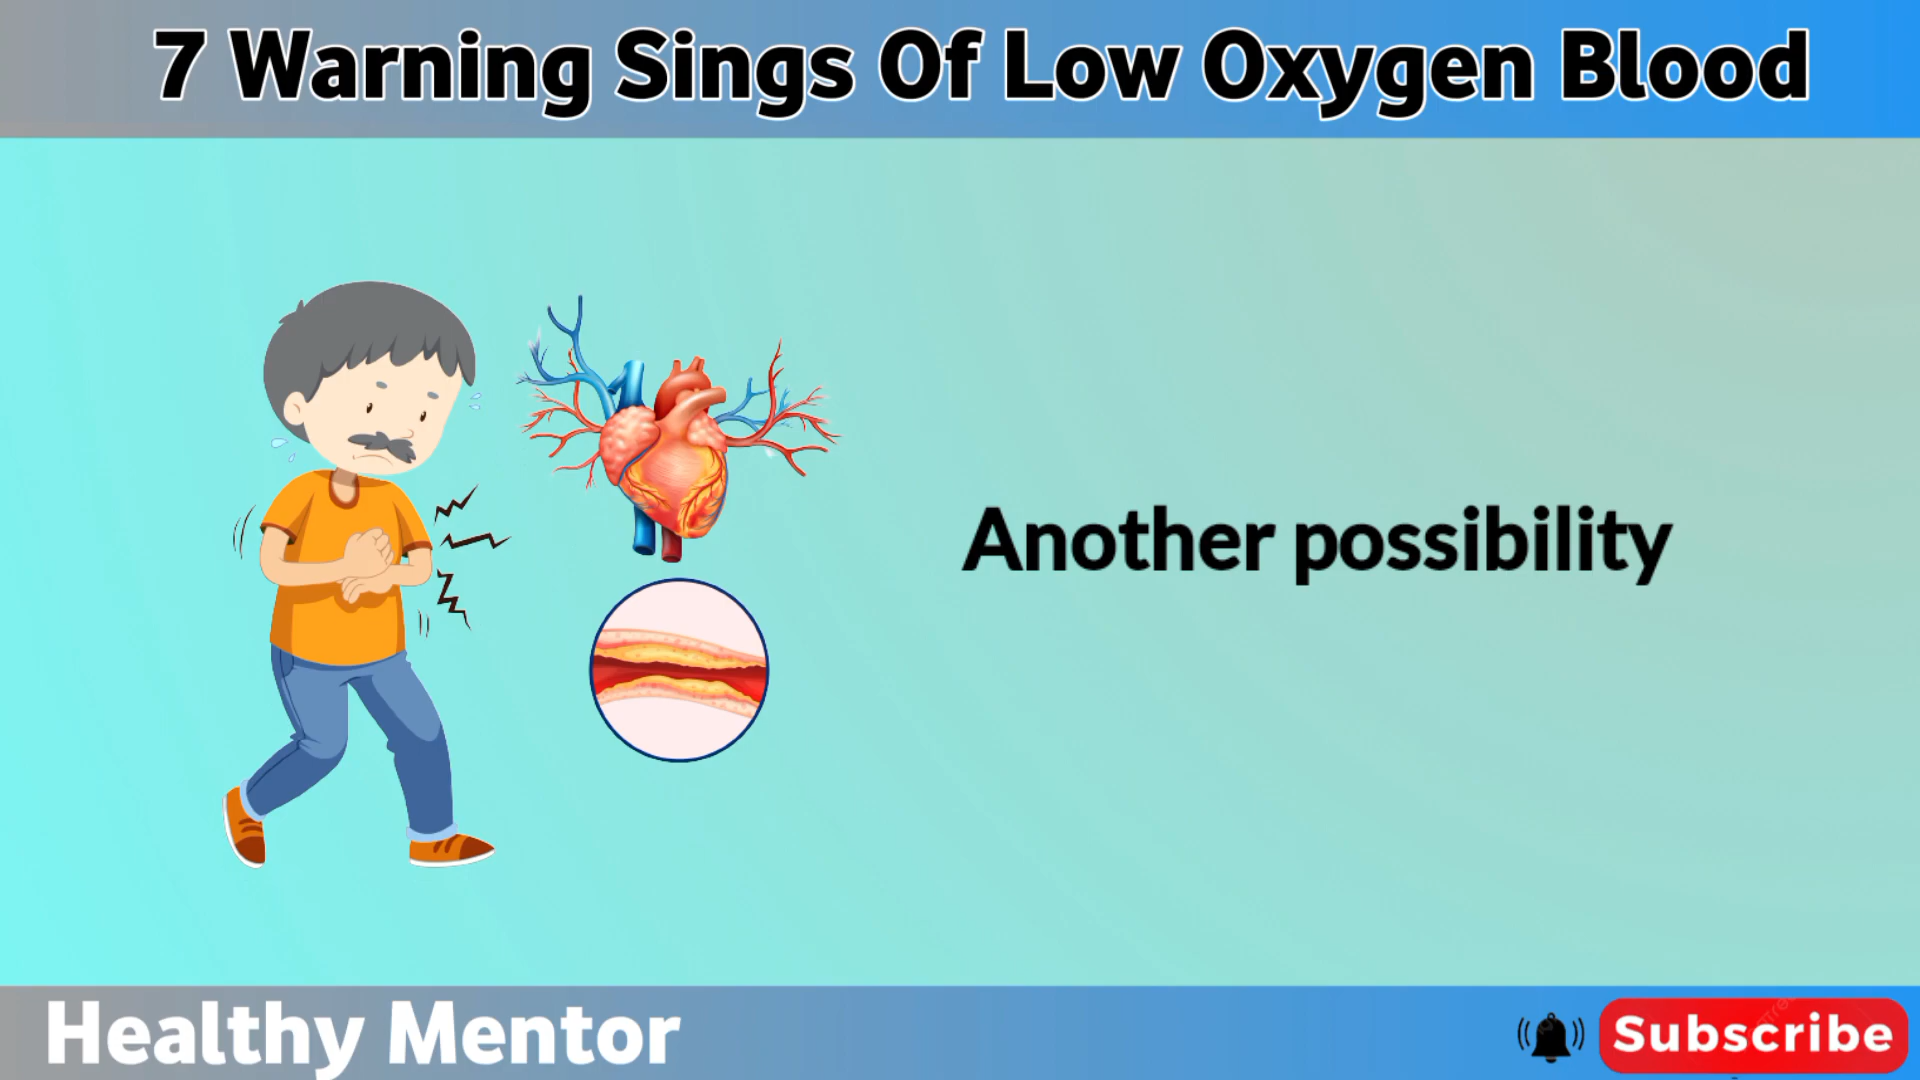 7 Warning Sings Of Low Oxygen Blood
Another possibility
Healthy Mentor
Subscribe